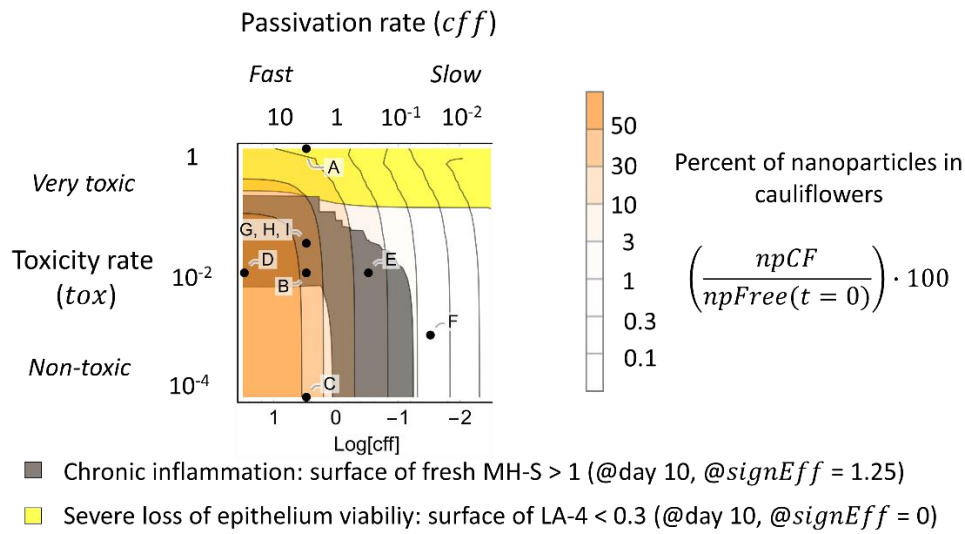 Passivation rate (cff)
Fast Slow
10 1 10⁻¹ 10⁻²
1
Very toxic
Toxicity rate
(tox)
10⁻²
Non-toxic
10⁻⁴
A
G, H, I
D
E
B
F
C
1 0 −1 −2
Log[cff]
50
30
10
3
1
0.3
0.1
Percent of nanoparticles in
cauliflowers
(npCF / npFree(t = 0)) · 100
Chronic inflammation: surface of fresh MH-S > 1 (@day 10, @signEff = 1.25)
Severe loss of epithelium viabiliy: surface of LA-4 < 0.3 (@day 10, @signEff = 0)